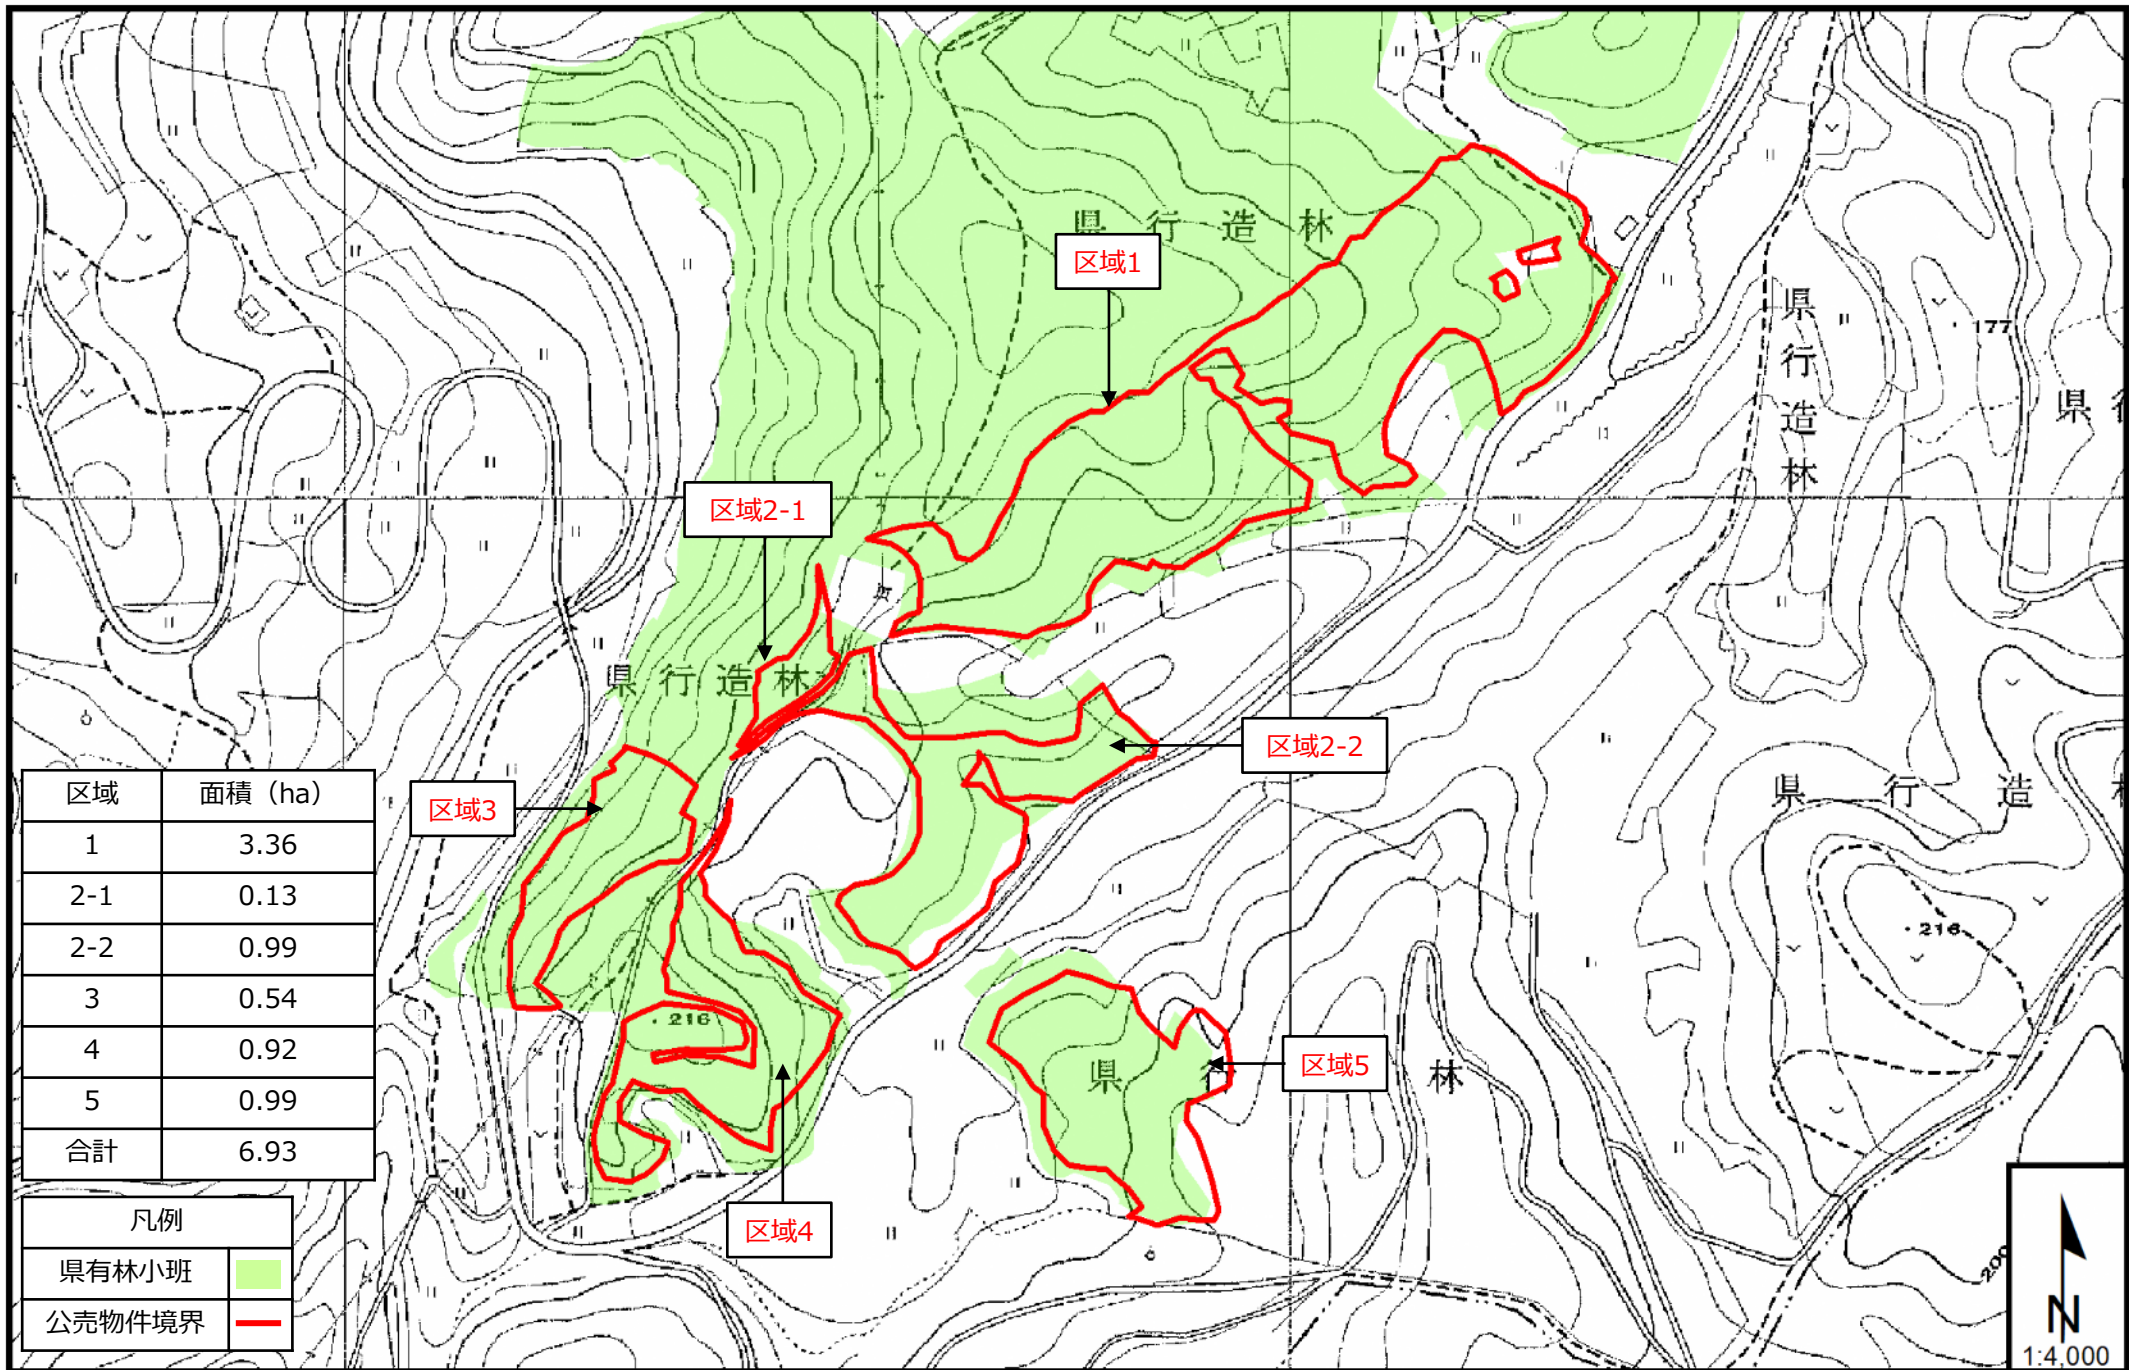 県行造林
区域1
県行造林
177
県行
区域2-1
県行造林
区域2-2
区域3
県行造林
216
区域 面積（ha）
1 3.36
2-1 0.13
2-2 0.99
3 0.54
4 0.92
5 0.99
合計 6.93
216
県行
林
区域5
区域4
凡例
県有林小班
公売物件境界
200
N
1:4,000